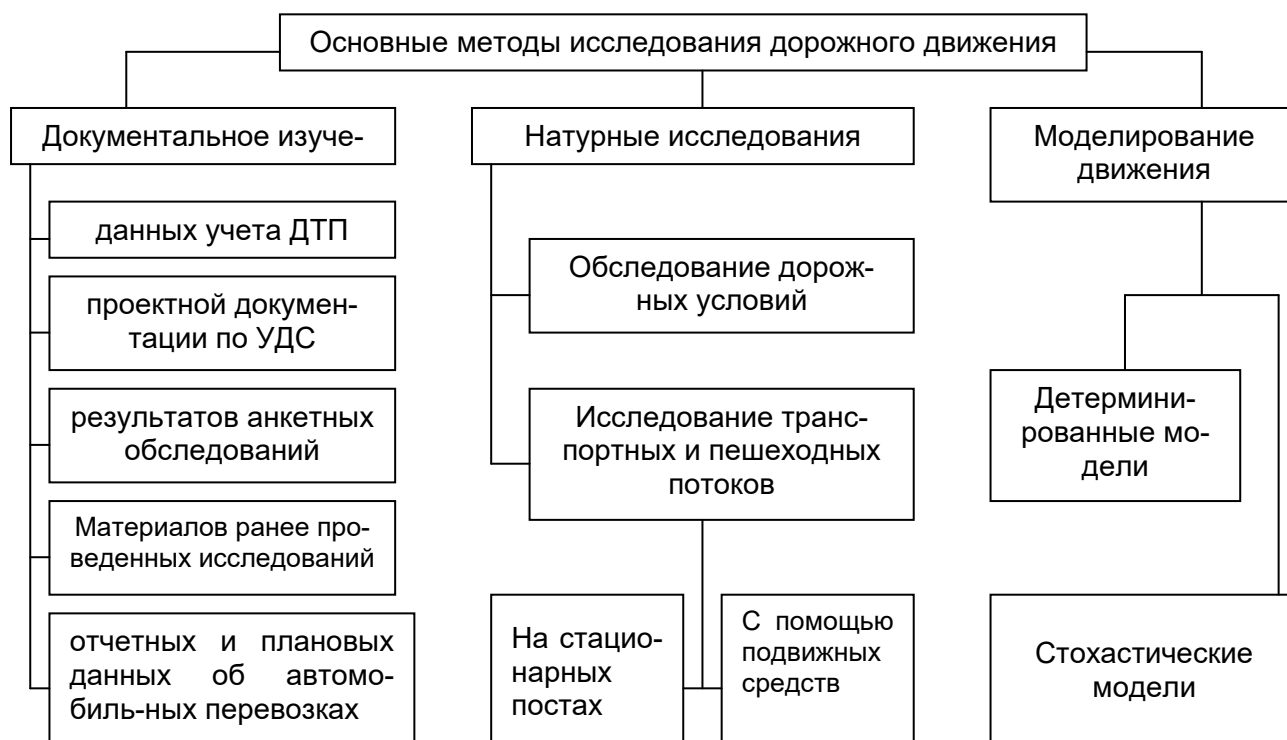 Основные методы исследования дорожного движения
Документальное изуче-
данных учета ДТП
проектной докумен-
тации по УДС
результатов анкетных
обследований
Материалов ранее про-
веденных исследований
отчетных и плановых
данных об автомо-
биль-ных перевозках
Натурные исследования
Обследование дорож-
ных условий
Исследование транс-
портных и пешеходных
потоков
На стацио-
нарных
постах
С помощью
подвижных
средств
Моделирование
движения
Детермини-
рованные мо-
дели
Стохастические
модели